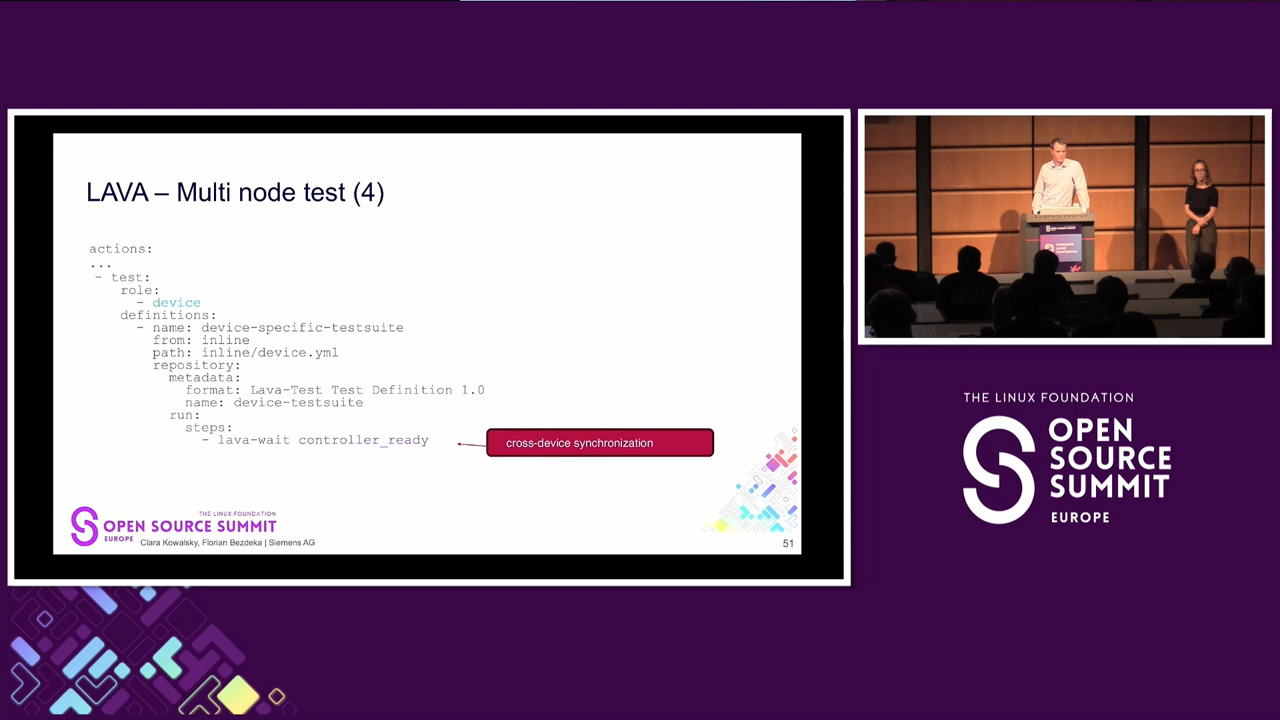 LAVA – Multi node test (4)
actions:
...
- test:
role:
- device
definitions:
- name: device-specific-testsuite
from: inline
path: inline/device.yml
repository:
metadata:
format: Lava-Test Test Definition 1.0
name: device-testsuite
run:
steps:
- lava-wait controller_ready
cross-device synchronization
THE LINUX FOUNDATION
OPEN SOURCE SUMMIT
EUROPE
Clara Kowalsky, Florian Bezdeka | Siemens AG
51
THE LINUX FOUNDATION
OPEN
SOURCE
SUMMIT
EUROPE